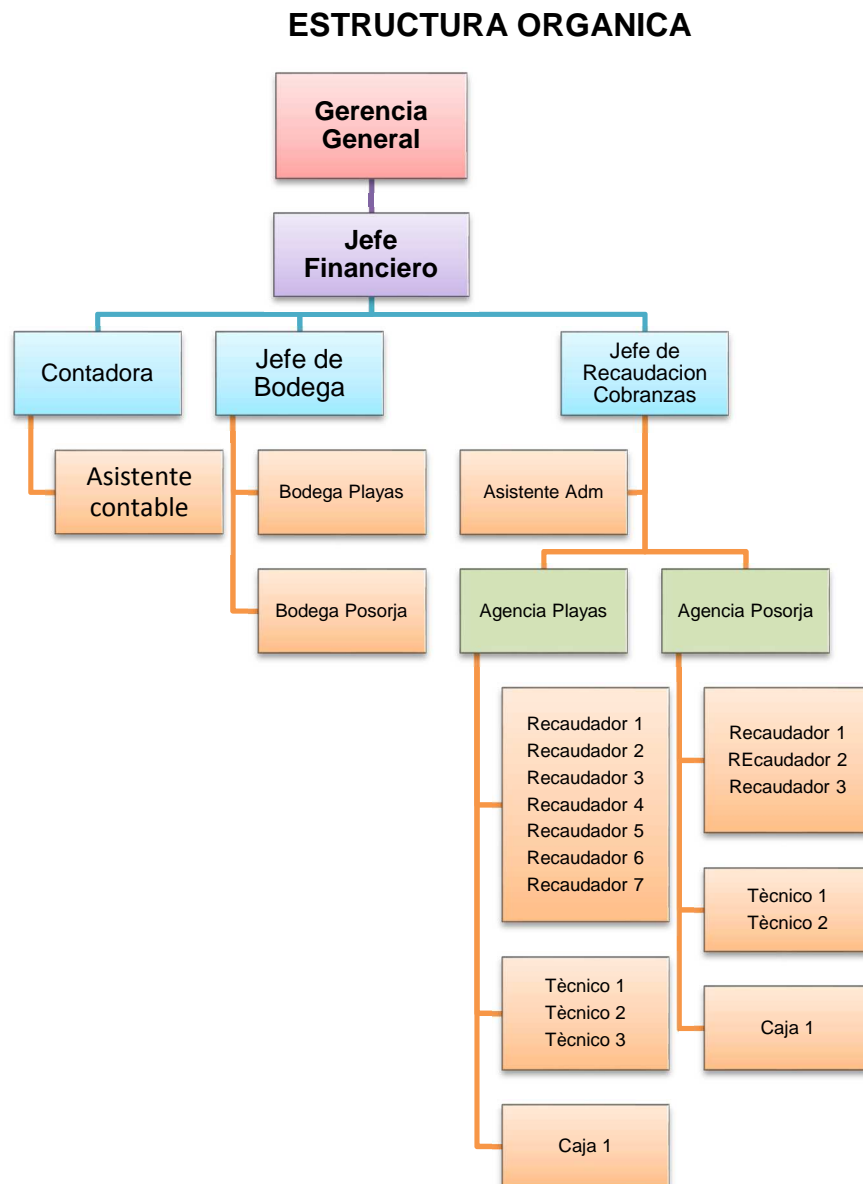 ESTRUCTURA ORGANICA
Gerencia
General
Jefe
Financiero
Contadora
Jefe de
Bodega
Jefe de
Recaudacion
Cobranzas
Asistente
contable
Bodega Playas
Asistente Adm
Bodega Posorja
Agencia Playas
Agencia Posorja
Recaudador 1
Recaudador 2
Recaudador 3
Recaudador 4
Recaudador 5
Recaudador 6
Recaudador 7
Recaudador 1
REcaudador 2
Recaudador 3
Tècnico 1
Tècnico 2
Tècnico 1
Tècnico 2
Tècnico 3
Caja 1
Caja 1